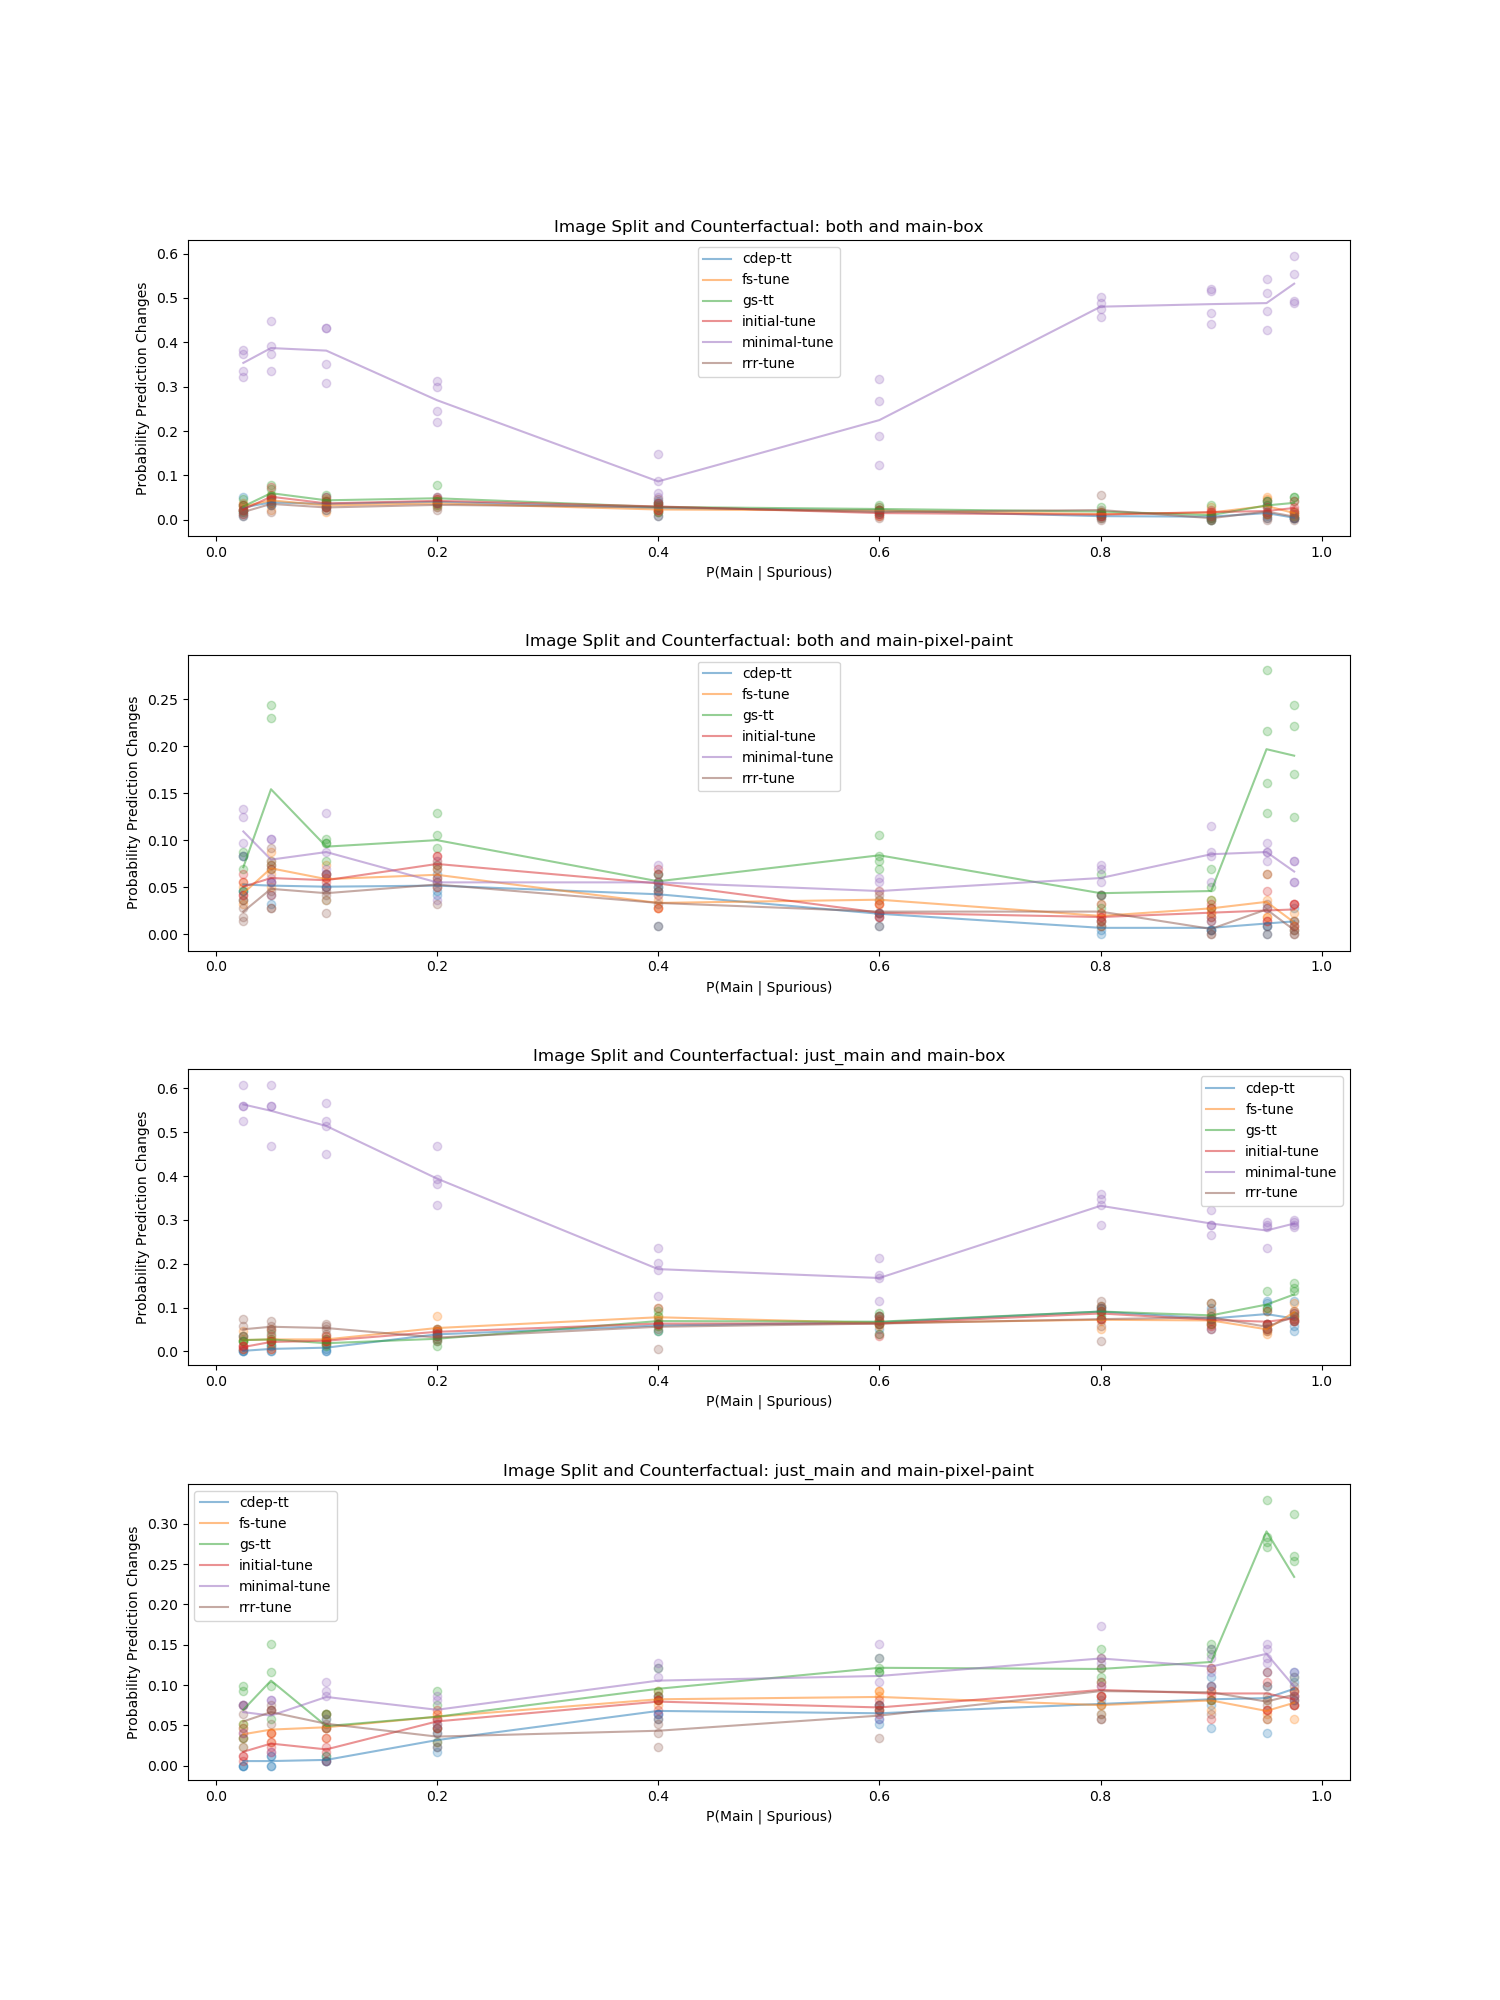 Image Split and Counterfactual: both and main-box
Probability Prediction Changes
0.6
0.5
0.4
0.3
0.2
0.1
0.0
cdep-tt
fs-tune
gs-tt
initial-tune
minimal-tune
rrr-tune
0.0 0.2 0.4 0.6 0.8 1.0
P(Main | Spurious)
Image Split and Counterfactual: both and main-pixel-paint
Probability Prediction Changes
0.25
0.20
0.15
0.10
0.05
0.00
cdep-tt
fs-tune
gs-tt
initial-tune
minimal-tune
rrr-tune
0.0 0.2 0.4 0.6 0.8 1.0
P(Main | Spurious)
Image Split and Counterfactual: just_main and main-box
Probability Prediction Changes
0.6
0.5
0.4
0.3
0.2
0.1
0.0
cdep-tt
fs-tune
gs-tt
initial-tune
minimal-tune
rrr-tune
0.0 0.2 0.4 0.6 0.8 1.0
P(Main | Spurious)
Image Split and Counterfactual: just_main and main-pixel-paint
Probability Prediction Changes
0.30
0.25
0.20
0.15
0.10
0.05
0.00
cdep-tt
fs-tune
gs-tt
initial-tune
minimal-tune
rrr-tune
0.0 0.2 0.4 0.6 0.8 1.0
P(Main | Spurious)